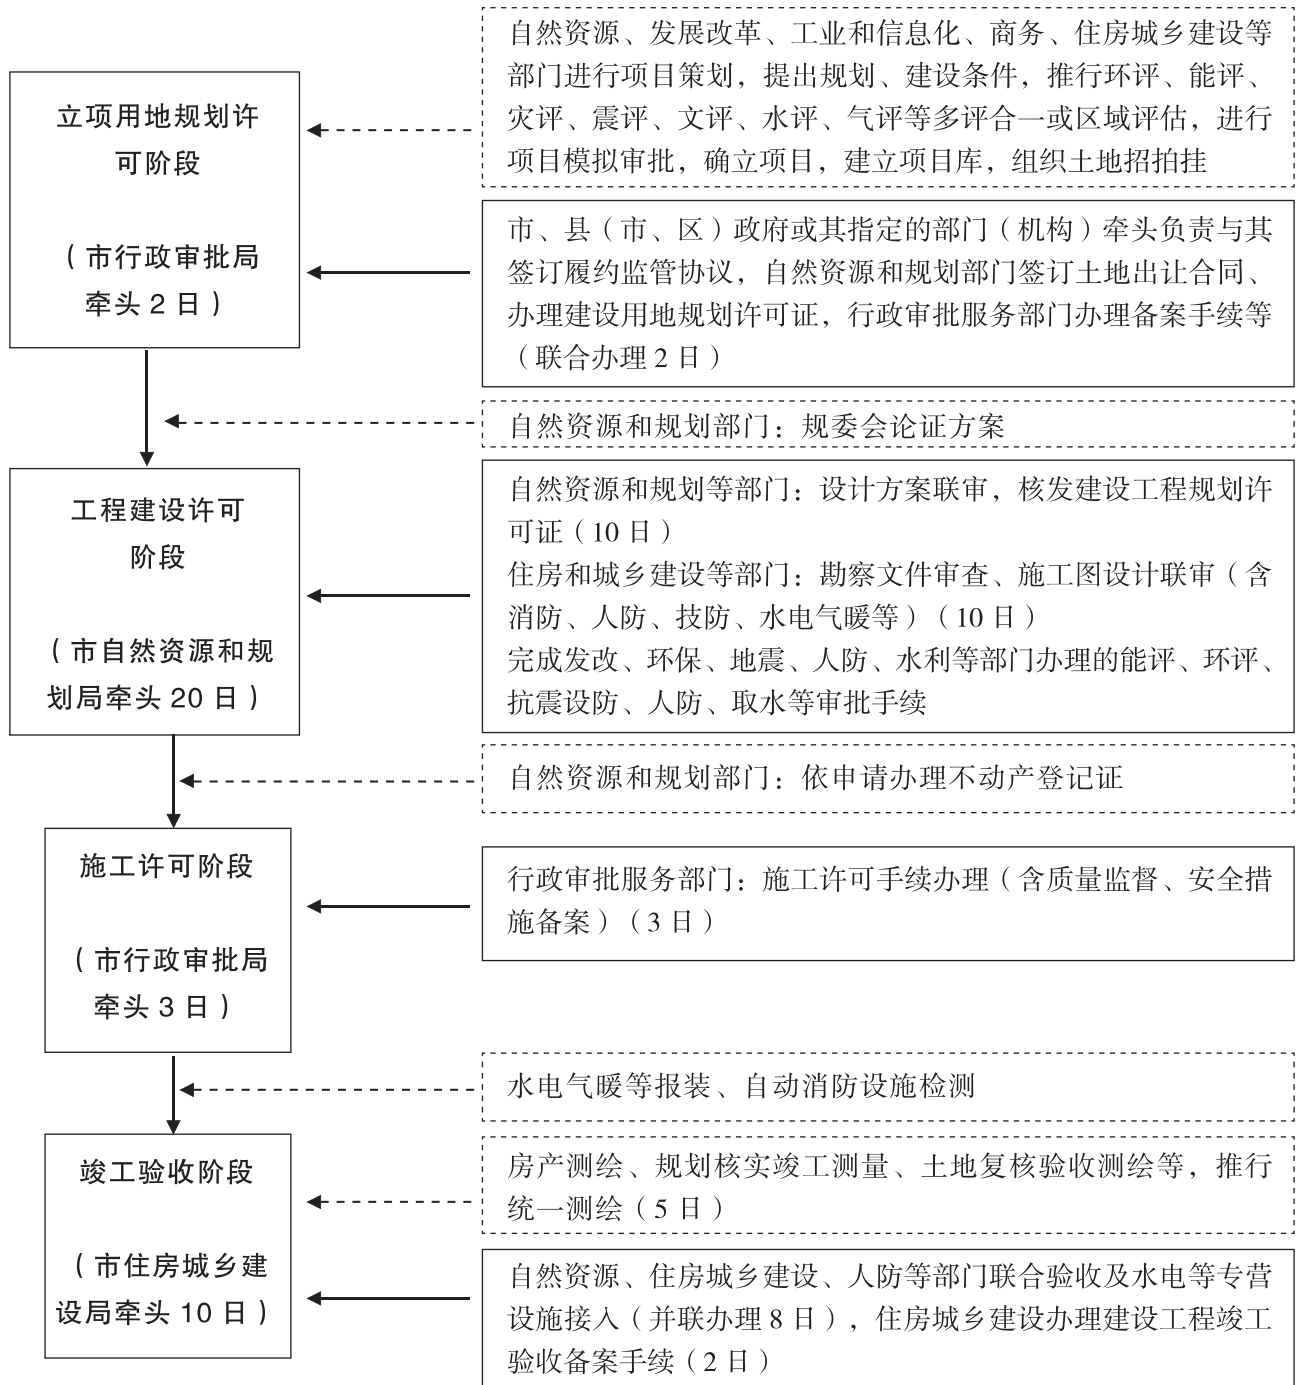 自然资源、发展改革、工业和信息化、商务、住房城乡建设等
部门进行项目策划，提出规划、建设条件，推行环评、能评、
灾评、震评、文评、水评、气评等多评合一或区域评估，进行
项目模拟审批，确立项目，建立项目库，组织土地招拍挂
立项用地规划许
可阶段
（市行政审批局
牵头 2 日）
市、县（市、区）政府或其指定的部门（机构）牵头负责与其
签订履约监管协议，自然资源和规划部门签订土地出让合同、
办理建设用地规划许可证，行政审批服务部门办理备案手续等
（联合办理 2 日）
自然资源和规划部门：规委会论证方案
工程建设许可
阶段
（市自然资源和规
划局牵头 20 日）
自然资源和规划等部门：设计方案联审，核发建设工程规划许
可证（10 日）
住房和城乡建设等部门：勘察文件审查、施工图设计联审（含
消防、人防、技防、水电气暖等）（10 日）
完成发改、环保、地震、人防、水利等部门办理的能评、环评、
抗震设防、人防、取水等审批手续
自然资源和规划部门：依申请办理不动产登记证
施工许可阶段
（市行政审批局
牵头 3 日）
行政审批服务部门：施工许可手续办理（含质量监督、安全措
施备案）（3 日）
水电气暖等报装、自动消防设施检测
竣工验收阶段
（市住房城乡建
设局牵头 10 日）
房产测绘、规划核实竣工测量、土地复核验收测绘等，推行
统一测绘（5 日）
自然资源、住房城乡建设、人防等部门联合验收及水电等专营
设施接入（并联办理 8 日），住房城乡建设办理建设工程竣工
验收备案手续（2 日）